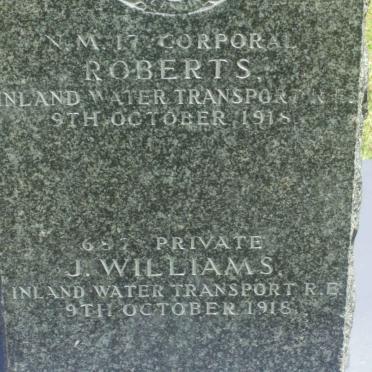 N.M. 17 CORPORAL
ROBERTS.
INLAND WATER TRANSPORT R.E.
9TH OCTOBER 1918
687 PRIVATE
J. WILLIAMS.
INLAND WATER TRANSPORT R.E
9TH OCTOBER 1918